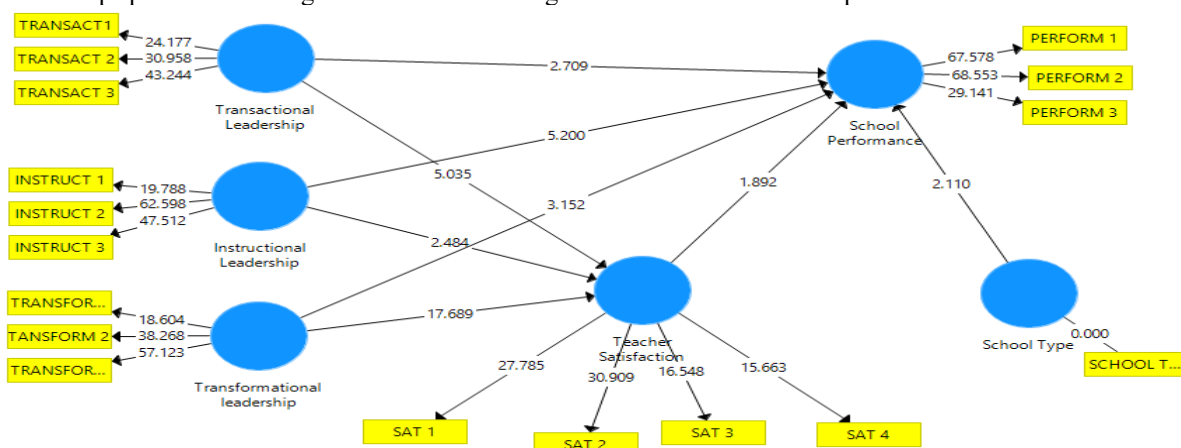 TRANSACT1
TRANSACT 2
TRANSACT 3
24.177
30.958
43.244
Transactional
Leadership
2.709
67.578
68.553
29.141
PERFORM 1
PERFORM 2
PERFORM 3
School
Performance
5.200
5.035
3.152
1.892
2.110
INSTRUCT 1
INSTRUCT 2
INSTRUCT 3
19.788
62.598
47.512
Instructional
Leadership
2.484
TRANSFOR...
TANSFORM 2
TRANSFOR...
18.604
38.268
57.123
Transformational
leadership
17.689
Teacher
Satisfaction
27.785
30.909
16.548
15.663
SAT 1
SAT 2
SAT 3
SAT 4
School Type
0.000
SCHOOL T...